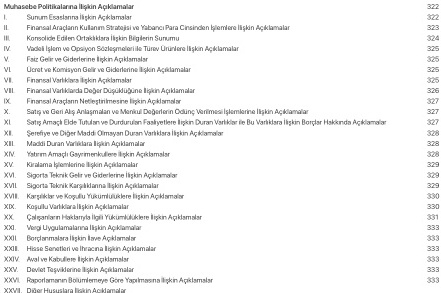 Muhasebe Politikalarına İlişkin Açıklamalar 322
I. Sunum Esaslarına İlişkin Açıklamalar 322
II. Finansal Araçların Kullanım Stratejisi ve Yabancı Para Cinsinden İşlemlere İlişkin Açıklamalar 323
III. Konsolide Edilen Ortaklıklara İlişkin Bilgilerin Sunumu 324
IV. Vadeli İşlem ve Opsiyon Sözleşmeleri ile Türev Ürünlere İlişkin Açıklamalar 325
V. Faiz Gelir ve Giderlerine İlişkin Açıklamalar 325
VI. Ücret ve Komisyon Gelir ve Giderlerine İlişkin Açıklamalar 325
VII. Finansal Varlıklara İlişkin Açıklamalar 325
VIII. Finansal Varlıklarda Değer Düşüklüğüne İlişkin Açıklamalar 326
IX. Finansal Araçların Netleştirilmesine İlişkin Açıklamalar 327
X. Satış ve Geri Alış Anlaşmaları ve Menkul Değerlerin Ödünç Verilmesi İşlemlerine İlişkin Açıklamalar 327
XI. Satış Amaçlı Elde Tutulan ve Durdurulan Faaliyetlere İlişkin Duran Varlıklar ile Bu Varlıklara İlişkin Borçlar Hakkında Açıklamalar 327
XII. Şerefiye ve Diğer Maddi Olmayan Duran Varlıklara İlişkin Açıklamalar 328
XIII. Maddi Duran Varlıklara İlişkin Açıklamalar 328
XIV. Yatırım Amaçlı Gayrimenkullere İlişkin Açıklamalar 328
XV. Kiralama İşlemlerine İlişkin Açıklamalar 329
XVI. Sigorta Teknik Gelir ve Giderlerine İlişkin Açıklamalar 329
XVII. Sigorta Teknik Karşılıklarına İlişkin Açıklamalar 329
XVIII. Karşılıklar ve Koşullu Yükümlülüklere İlişkin Açıklamalar 330
XIX. Koşullu Varlıklara İlişkin Açıklamalar 330
XX. Çalışanların Haklarıyla İlgili Yükümlülüklere İlişkin Açıklamalar 331
XXI. Vergi Uygulamalarına İlişkin Açıklamalar 333
XXII. Borçlanmalara İlişkin İlave Açıklamalar 333
XXIII. Hisse Senetleri ve İhracına İlişkin Açıklamalar 333
XXIV. Aval ve Kabullere İlişkin Açıklamalar 333
XXV. Devlet Teşviklerine İlişkin Açıklamalar 333
XXVI. Raporlamanın Bölümlemeye Göre Yapılmasına İlişkin Açıklamalar 333
XXVII. Diğer Hususlara İlişkin Açıklamalar